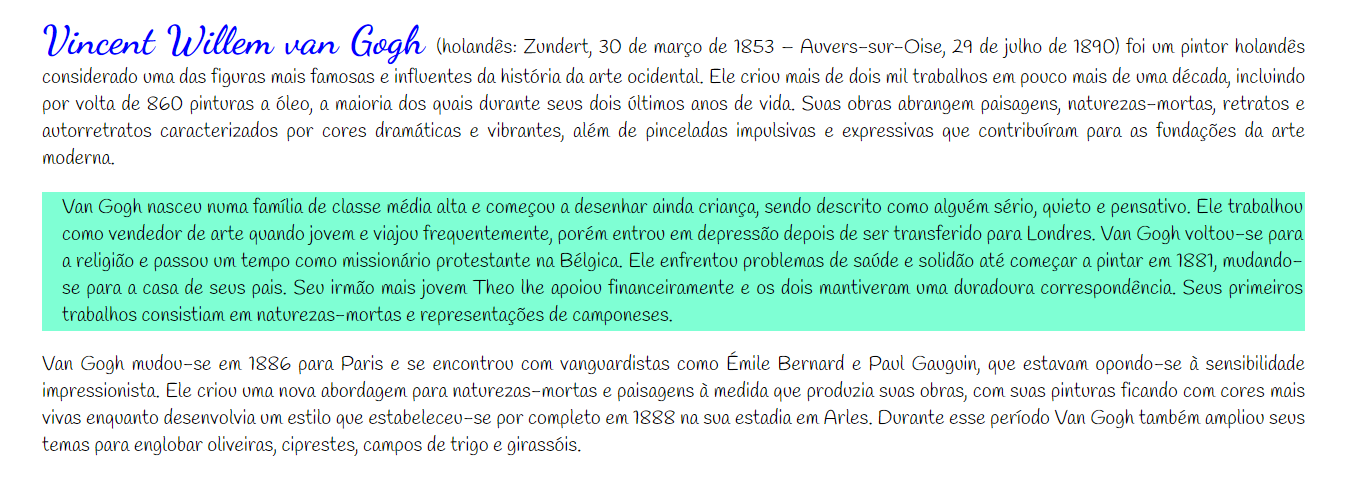 Vincent Willem van Gogh (holandês: Zundert, 30 de março de 1853 – Auvers-sur-Oise, 29 de julho de 1890) foi um pintor holandês
considerado uma das figuras mais famosas e influentes da história da arte ocidental. Ele criou mais de dois mil trabalhos em pouco mais de uma década, incluindo
por volta de 860 pinturas a óleo, a maioria dos quais durante seus dois últimos anos de vida. Suas obras abrangem paisagens, naturezas-mortas, retratos e
autorretratos caracterizados por cores dramáticas e vibrantes, além de pinceladas impulsivas e expressivas que contribuíram para as fundações da arte
moderna.
Van Gogh nasceu numa família de classe média alta e começou a desenhar ainda criança, sendo descrito como alguém sério, quieto e pensativo. Ele trabalhou
como vendedor de arte quando jovem e viajou frequentemente, porém entrou em depressão depois de ser transferido para Londres. Van Gogh voltou-se para
a religião e passou um tempo como missionário protestante na Bélgica. Ele enfrentou problemas de saúde e solidão até começar a pintar em 1881, mudando-
se para a casa de seus pais. Seu irmão mais jovem Theo lhe apoiou financeiramente e os dois mantiveram uma duradoura correspondência. Seus primeiros
trabalhos consistiam em naturezas-mortas e representações de camponeses.
Van Gogh mudou-se em 1886 para Paris e se encontrou com vanguardistas como Émile Bernard e Paul Gauguin, que estavam opondo-se à sensibilidade
impressionista. Ele criou uma nova abordagem para naturezas-mortas e paisagens à medida que produzia suas obras, com suas pinturas ficando com cores mais
vivas enquanto desenvolvia um estilo que estabeleceu-se por completo em 1888 na sua estadia em Arles. Durante esse período Van Gogh também ampliou seus
temas para englobar oliveiras, ciprestes, campos de trigo e girassóis.